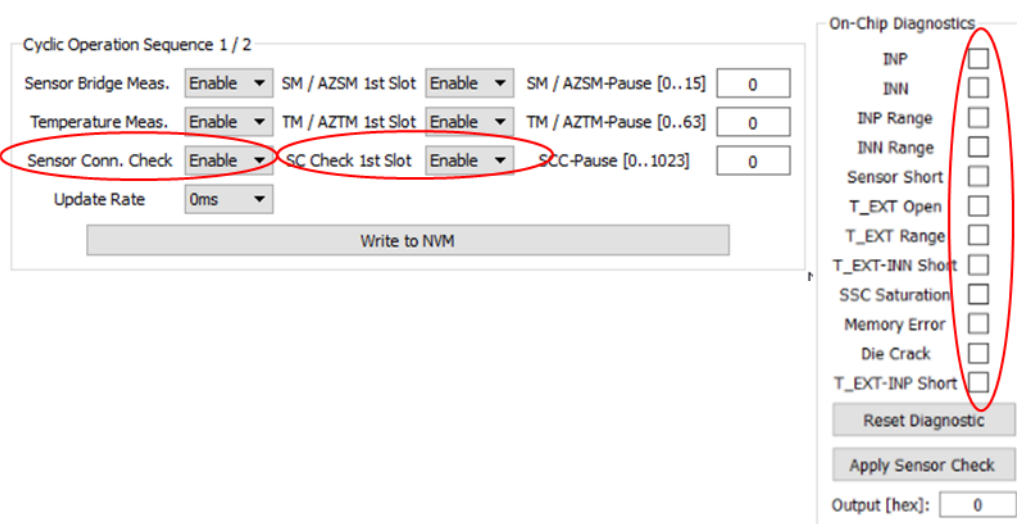 Cyclic Operation Sequence 1 / 2
Sensor Bridge Meas. Enable SM / AZSM 1st Slot Enable SM / AZSM-Pause [0..15] 0
Temperature Meas. Enable TM / AZTM 1st Slot Enable TM / AZTM-Pause [0..63] 0
Sensor Conn. Check Enable SC Check 1st Slot Enable SCC-Pause [0..1023] 0
Update Rate 0ms
Write to NVM
On-Chip Diagnostics
INP
INN
INP Range
INN Range
Sensor Short
T_EXT Open
T_EXT Range
T_EXT-INN Short
SSC Saturation
Memory Error
Die Crack
T_EXT-INP Short
Reset Diagnostic
Apply Sensor Check
Output [hex]: 0